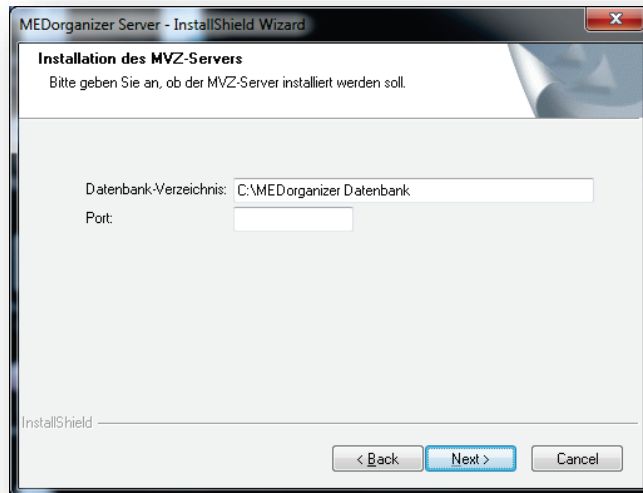 MEDorganizer Server - InstallShield Wizard
Installation des MVZ-Servers
Bitte geben Sie an, ob der MVZ-Server installiert werden soll.
Datenbank-Verzeichnis: C:\MEDorganizer Datenbank
Port:
InstallShield
< Back Next > Cancel